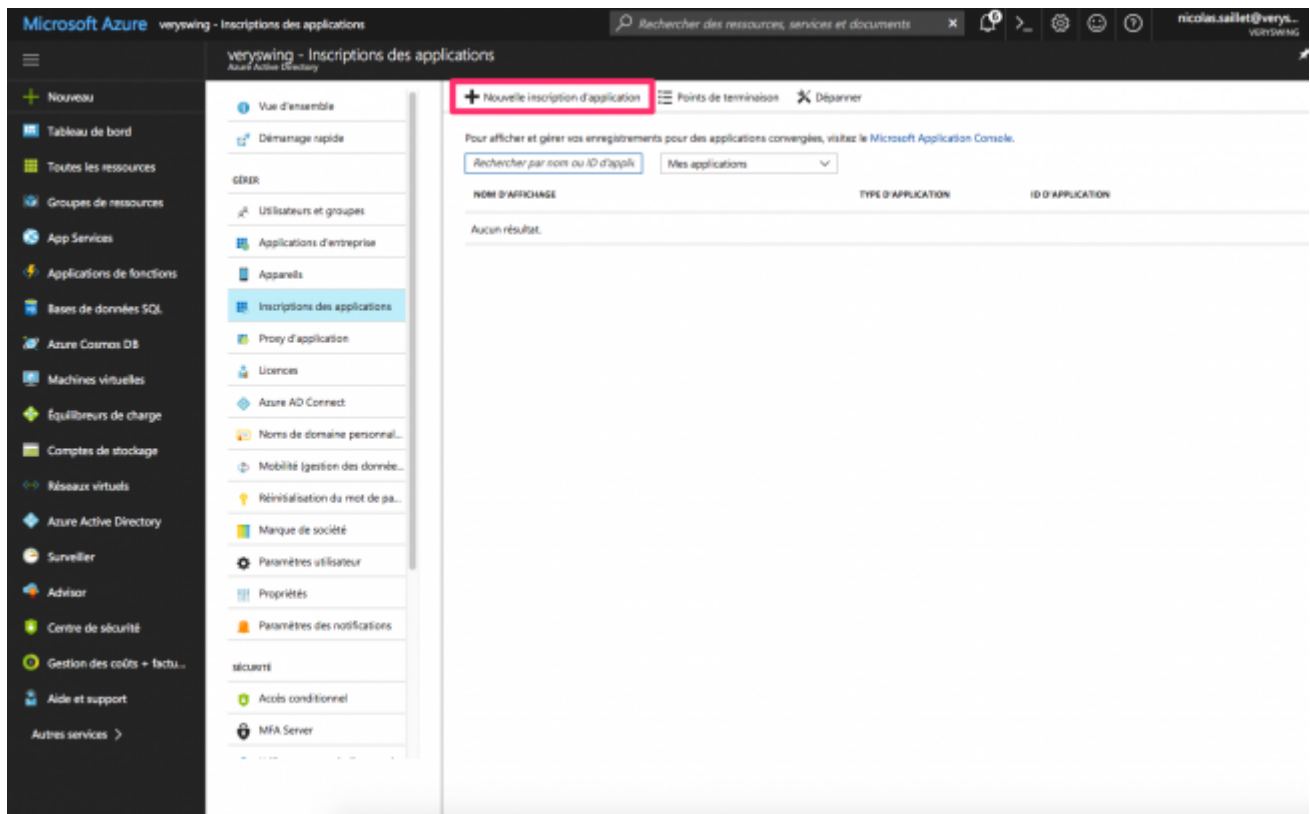 Microsoft Azure veryswing - Inscriptions des applications
Rechercher des ressources, services et documents
nicolas.saillet@verys...
VERYSWING
veryswing - Inscriptions des applications
Azure Active Directory
Nouveau
Tableau de bord
Toutes les ressources
Groupes de ressources
App Services
Applications de fonctions
Bases de données SQL
Azure Cosmos DB
Machines virtuelles
Équilibreurs de charge
Comptes de stockage
Réseaux virtuels
Azure Active Directory
Surveiller
Advisor
Centre de sécurité
Gestion des coûts + factu...
Aide et support
Autres services >
Vue d'ensemble
Démarrage rapide
GÉRER
Utilisateurs et groupes
Applications d'entreprise
Appareils
Inscriptions des applications
Proxy d'application
Licences
Azure AD Connect
Noms de domaine personnal...
Mobilité (gestion des donnée...
Réinitialisation du mot de pa...
Marque de société
Paramètres utilisateur
Propriétés
Paramètres des notifications
SÉCURITÉ
Accès conditionnel
MFA Server
Nouvelle inscription d'application Points de terminaison Dépanner
Pour afficher et gérer vos enregistrements pour des applications convergées, visitez le Microsoft Application Console.
Rechercher par nom ou ID d'appli Mes applications
NOM D'AFFICHAGE TYPE D'APPLICATION ID D'APPLICATION
Aucun résultat.